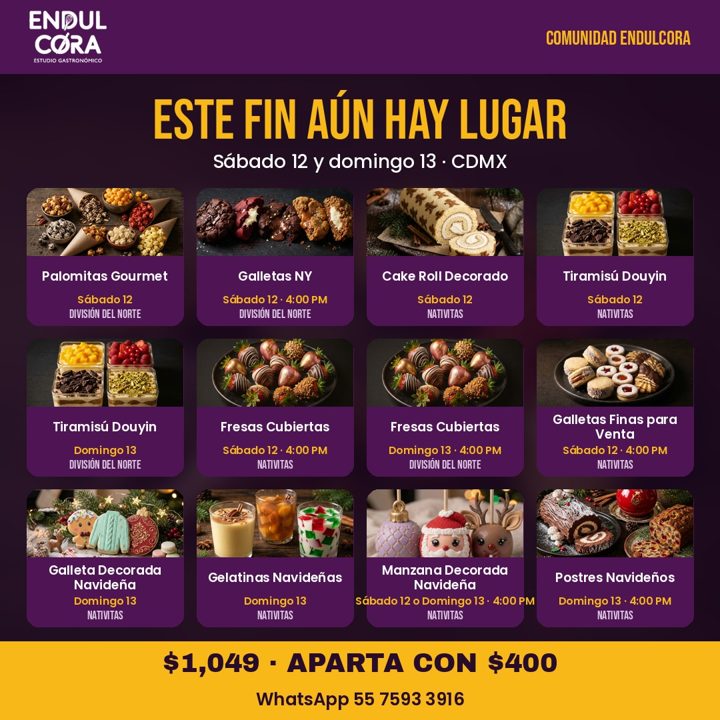 ENDUL
CØRA
ESTUDIO GASTRONÓMICO
COMUNIDAD ENDULCORA
ESTE FIN AÚN HAY LUGAR
Sábado 12 y domingo 13 · CDMX
Palomitas Gourmet
Sábado 12
DIVISIÓN DEL NORTE
Galletas NY
Sábado 12 · 4:00 PM
DIVISIÓN DEL NORTE
Cake Roll Decorado
Sábado 12
NATIVITAS
Tiramisú Douyin
Sábado 12
NATIVITAS
Tiramisú Douyin
Domingo 13
DIVISIÓN DEL NORTE
Fresas Cubiertas
Sábado 12 · 4:00 PM
NATIVITAS
Fresas Cubiertas
Domingo 13 · 4:00 PM
DIVISIÓN DEL NORTE
Galletas Finas para
Venta
Sábado 12 · 4:00 PM
NATIVITAS
Galleta Decorada
Navideña
Domingo 13
NATIVITAS
Gelatinas Navideñas
Domingo 13
NATIVITAS
Manzana Decorada
Navideña
Sábado 12 o Domingo 13 · 4:00 PM
NATIVITAS
Postres Navideños
Domingo 13 · 4:00 PM
NATIVITAS
$1,049 · APARTA CON $400
WhatsApp 55 7593 3916